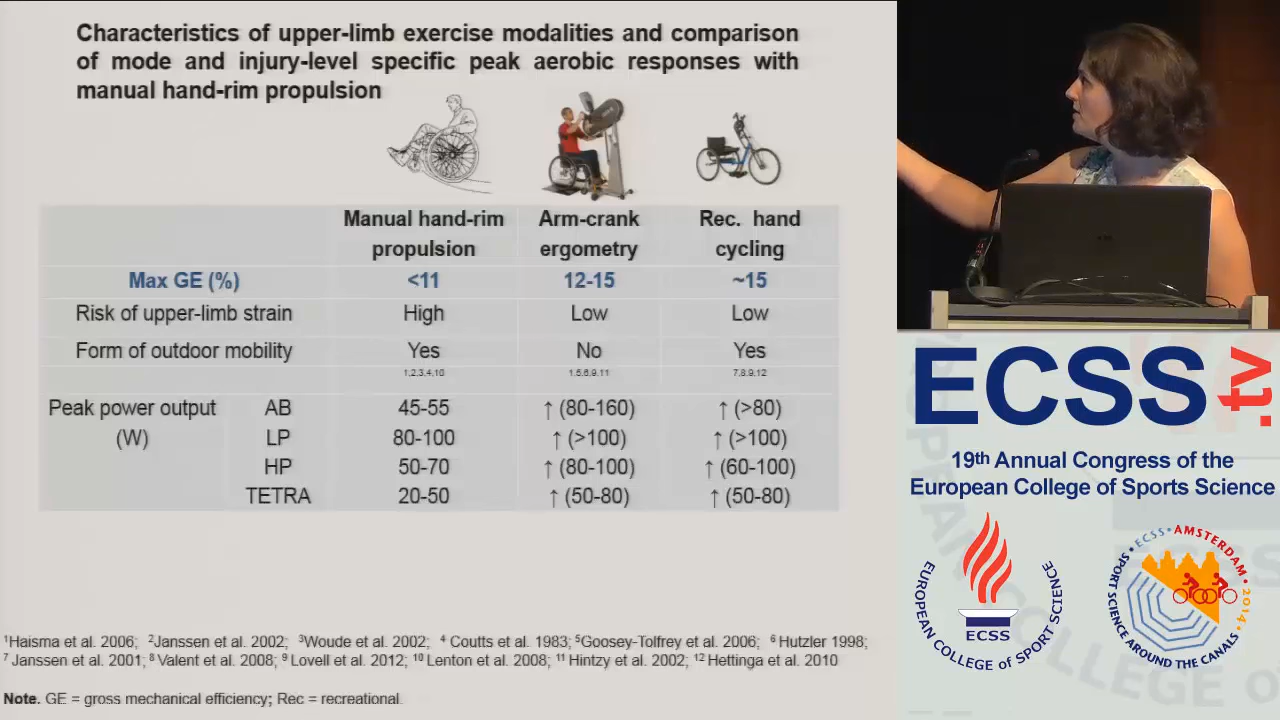 Characteristics of upper-limb exercise modalities and comparison
of mode and injury-level specific peak aerobic responses with
manual hand-rim propulsion
Manual hand-rim propulsion Arm-crank ergometry Rec. hand cycling
Max GE (%) <11 12-15 ~15
Risk of upper-limb strain High Low Low
Form of outdoor mobility Yes No Yes
1,2,3,4,10 1,5,6,9,11 7,8,9,12
Peak power output (W) AB 45-55 ↑ (80-160) ↑ (>80)
LP 80-100 ↑ (>100) ↑ (>100)
HP 50-70 ↑ (80-100) ↑ (60-100)
TETRA 20-50 ↑ (50-80) ↑ (50-80)
1Haisma et al. 2006; 2Janssen et al. 2002; 3Woude et al. 2002; 4 Coutts et al. 1983; 5Goosey-Tolfrey et al. 2006; 6 Hutzler 1998;
7 Janssen et al. 2001; 8 Valent et al. 2008; 9 Lovell et al. 2012; 10 Lenton et al. 2008; 11 Hintzy et al. 2002; 12 Hettinga et al. 2010
Note. GE = gross mechanical efficiency; Rec = recreational.
ECSS.tv
19th Annual Congress of the
European College of Sports Science
EUROPEAN COLLEGE of SPORT SCIENCE
ECSS
SPORT SCIENCE AROUND THE CANALS • ECSS • AMSTERDAM 2014